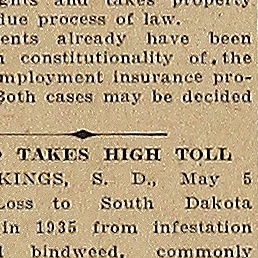 and takes property
due process of law.
ents already have been
constitutionality of the
mployment insurance pro-
Both cases may be decided
TAKES HIGH TOLL
KINGS, S. D., May 5
Loss to South Dakota
in 1935 from infestation
bindweed, commonly